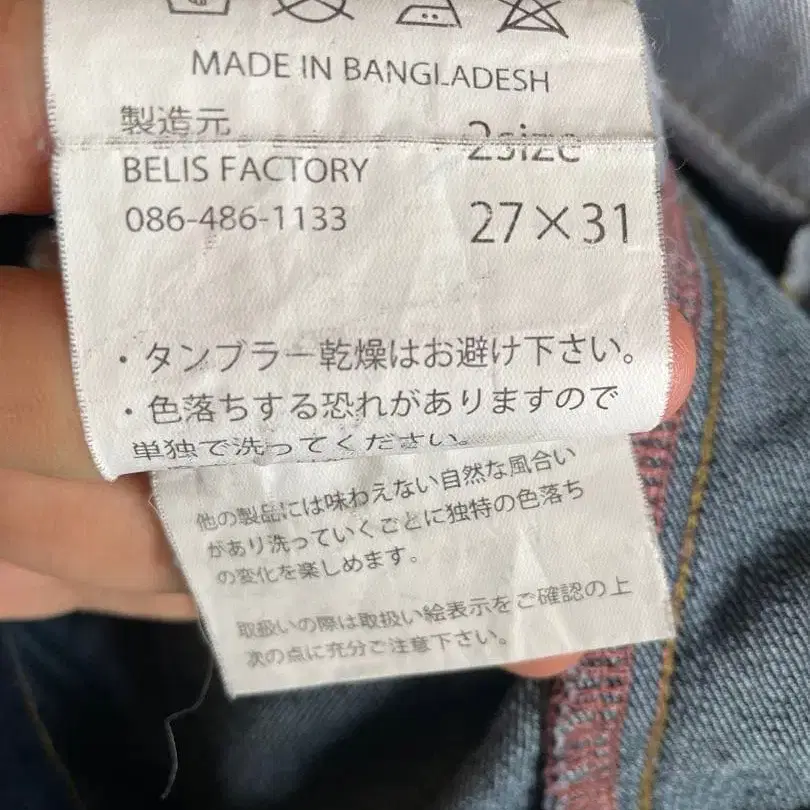 MADE IN BANGLADESH
製造元
2size
BELIS FACTORY
086-486-1133
27×31
・タンブラー乾燥はお避け下さい。
・色落ちする恐れがありますので
単独で洗ってください。
他の製品には味わえない自然な風合い
があり洗っていくごとに独特の色落ち
の変化を楽しめます。
取扱いの際は取扱い絵表示をご確認の上
次の点に充分ご注意下さい。